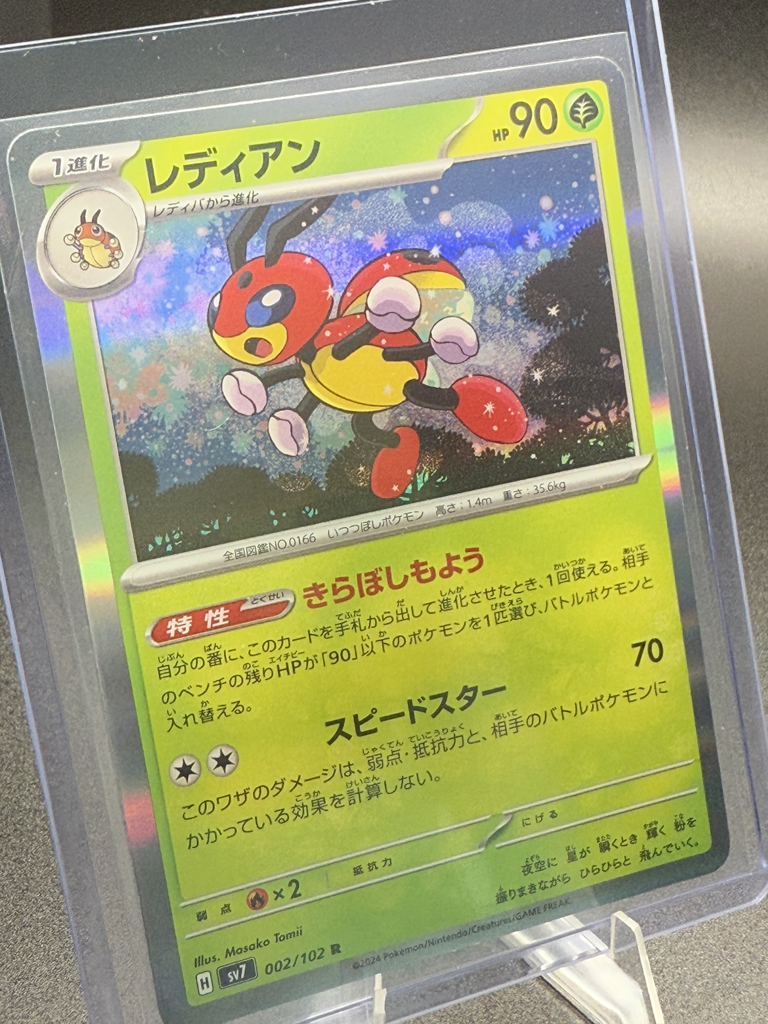 1進化
レディアン
HP 90
レディバから進化
全国図鑑NO.0166 いつつぼしポケモン 高さ:1.4m 重さ:35.6kg
特性 とくせい きらぼしもよう
自分の番に、このカードを手札から出して進化させたとき、1回使える。相手
のベンチの残りHPが「90」以下のポケモンを1匹選び、バトルポケモンと
入れ替える。
スピードスター 70
このワザのダメージは、弱点・抵抗力と、相手のバトルポケモンに
かかっている効果を計算しない。
弱点 ×2 抵抗力 にげる
夜空に 星が 瞬くとき 輝く 粉を
振りまきながら ひらひらと 飛んでいく。
Illus. Masako Tomii
H sv7 002/102 R
©2024 Pokémon/Nintendo/Creatures/GAME FREAK.